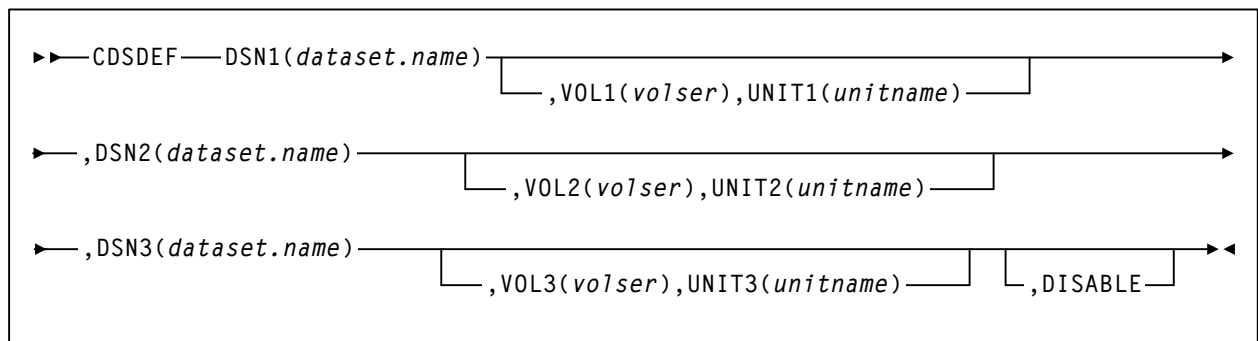 CDSDEF DSN1(dataset.name)
,VOL1(volser),UNIT1(unitname)
,DSN2(dataset.name)
,VOL2(volser),UNIT2(unitname)
,DSN3(dataset.name)
,VOL3(volser),UNIT3(unitname) ,DISABLE